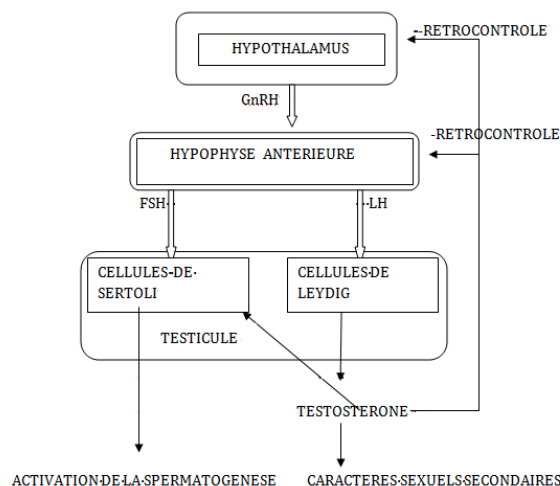 --RETROCONTROLE
HYPOTHALAMUS
GnRH
-RETROCONTROLE
HYPOPHYSE ANTERIEURE
FSH--
---LH
CELLULES-DE-
SERTOLI
CELLULES-DE
LEYDIG
TESTICULE
TESTOSTERONE
ACTIVATION-DE-LA-SPERMATOGENESE
CARACTERES-SEXUELS-SECONDAIRES